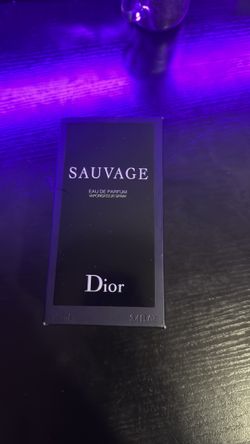 SAUVAGE
EAU DE PARFUM
VAPORISATEUR SPRAY
Dior